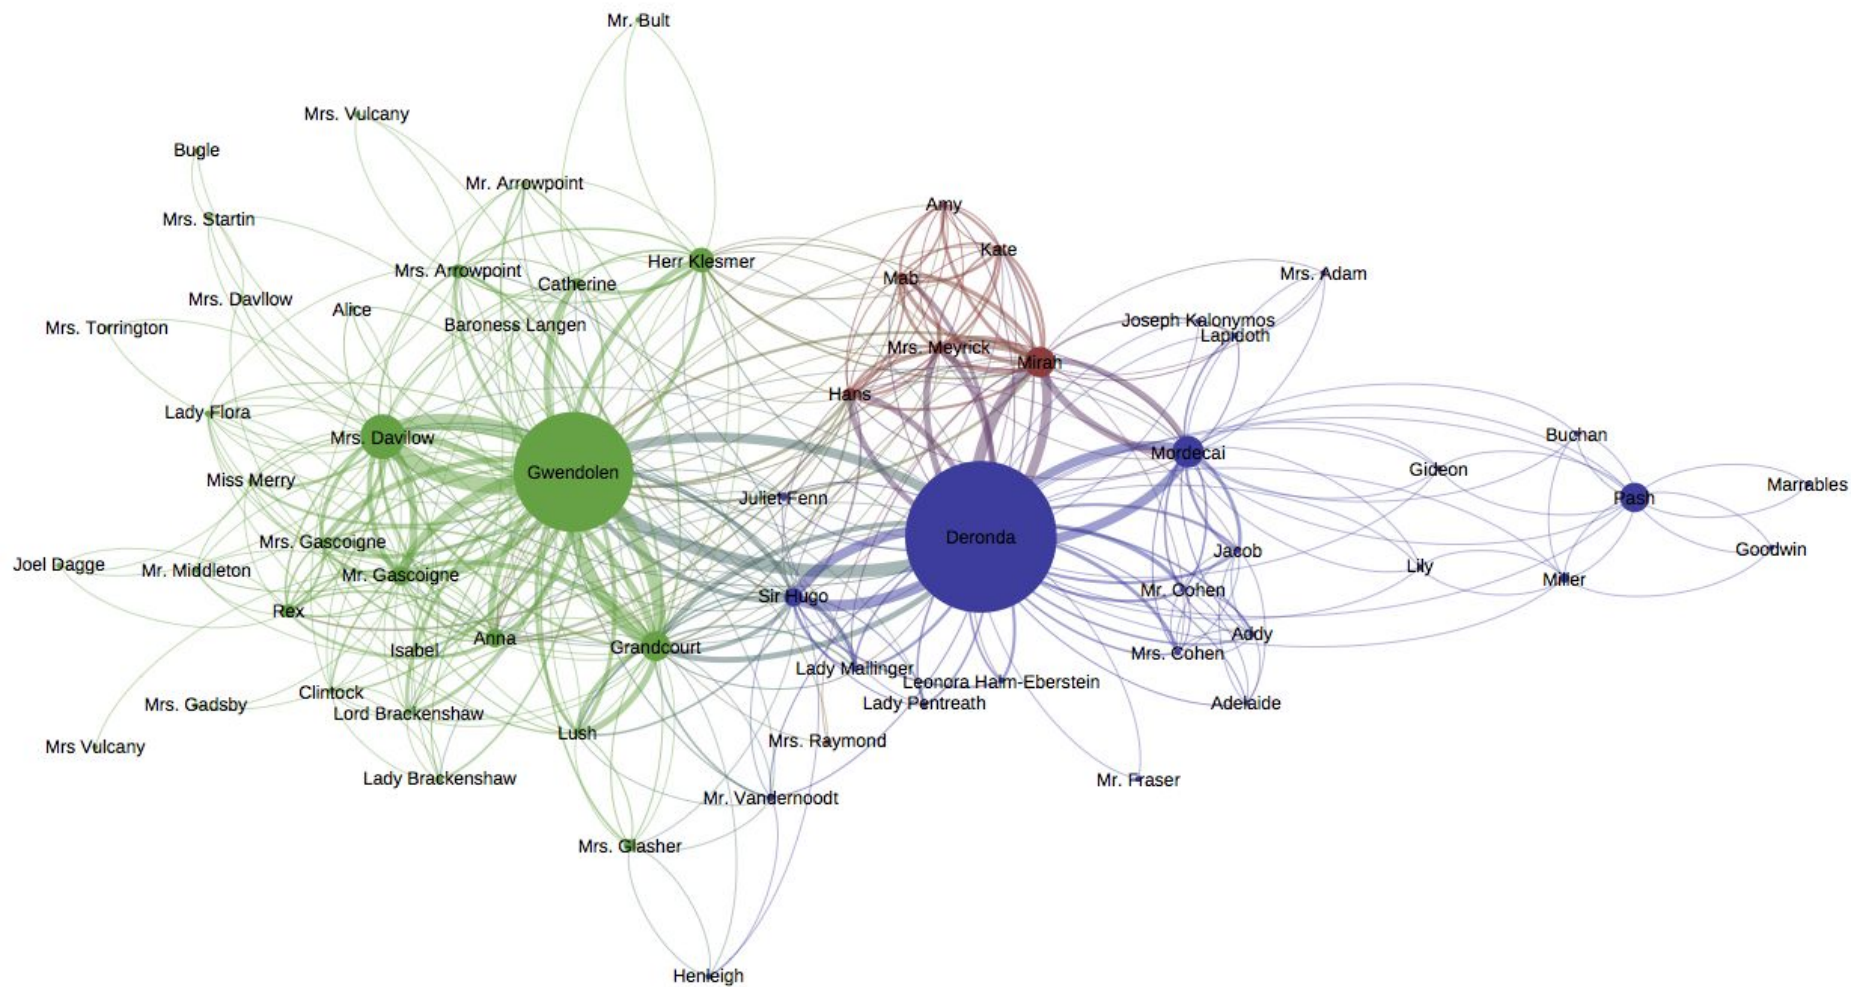 Mr. Bult
Mrs. Vulcany
Bugle
Mr. Arrowpoint
Amy
Mrs. Startin
Kate
Herr Klesmer
Mrs. Arrowpoint
Mrs. Adam
Mab
Catherine
Mrs. Davllow
Alice
Joseph Kalonymos
Baroness Langen
Mrs. Torrington
Lapidoth
Mrs. Meyrick
Mirah
Hans
Lady Flora
Buchan
Mrs. Davilow
Mordecai
Gideon
Gwendolen
Miss Merry
Marrables
Juliet Fenn
Pash
Deronda
Mrs. Gascoigne
Goodwin
Jacob
Joel Dagge
Lily
Mr. Middleton
Mr. Gascoigne
Miller
Mr. Cohen
Sir Hugo
Rex
Addy
Anna
Grandcourt
Isabel
Mrs. Cohen
Lady Mallinger
Leonora Halm-Eberstein
Clintock
Lady Pentreath
Adelaide
Mrs. Gadsby
Lord Brackenshaw
Lush
Mrs. Raymond
Mrs Vulcany
Lady Brackenshaw
Mr. Fraser
Mr. Vandernoodt
Mrs. Glasher
Henleigh